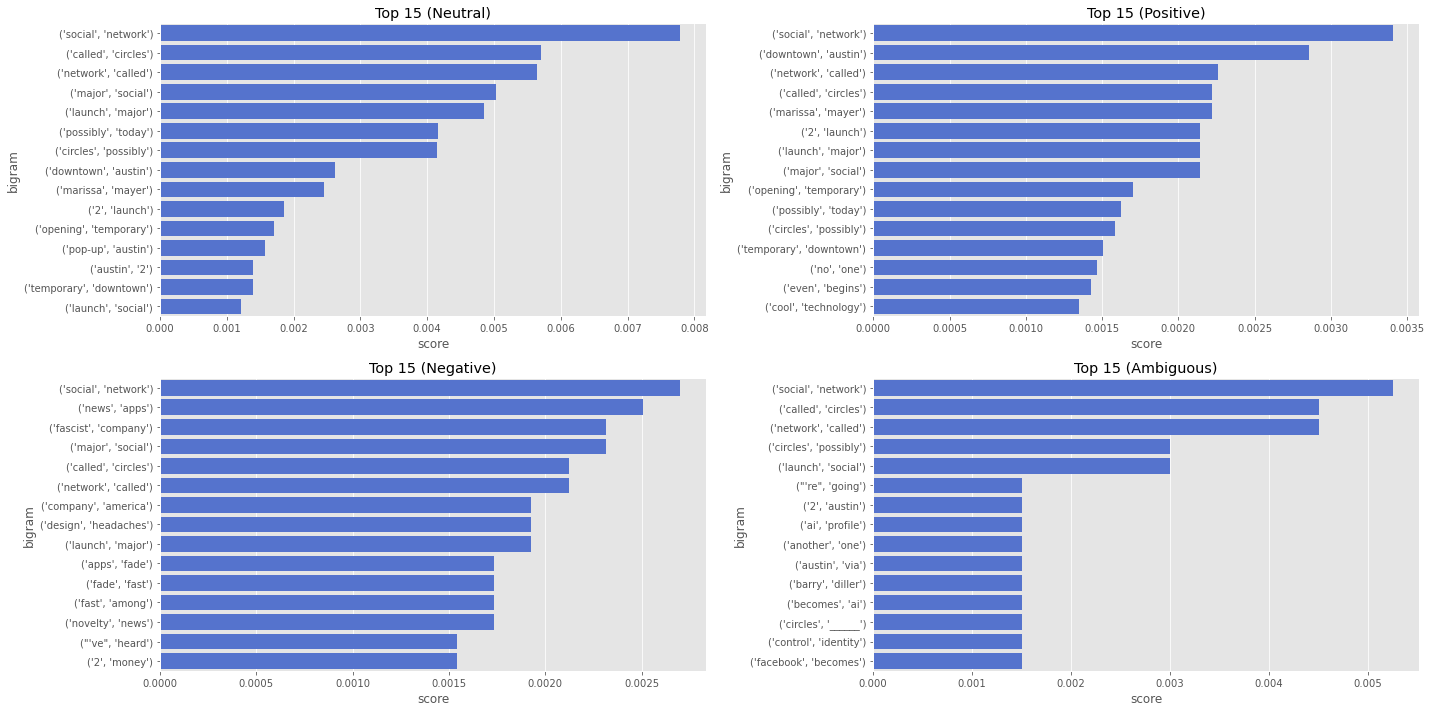 Top 15 (Neutral)
bigram
('social', 'network')
('called', 'circles')
('network', 'called')
('major', 'social')
('launch', 'major')
('possibly', 'today')
('circles', 'possibly')
('downtown', 'austin')
('marissa', 'mayer')
('2', 'launch')
('opening', 'temporary')
('pop-up', 'austin')
('austin', '2')
('temporary', 'downtown')
('launch', 'social')
0.000 0.001 0.002 0.003 0.004 0.005 0.006 0.007 0.008
score
Top 15 (Positive)
bigram
('social', 'network')
('downtown', 'austin')
('network', 'called')
('called', 'circles')
('marissa', 'mayer')
('2', 'launch')
('launch', 'major')
('major', 'social')
('opening', 'temporary')
('possibly', 'today')
('circles', 'possibly')
('temporary', 'downtown')
('no', 'one')
('even', 'begins')
('cool', 'technology')
0.0000 0.0005 0.0010 0.0015 0.0020 0.0025 0.0030 0.0035
score
Top 15 (Negative)
bigram
('social', 'network')
('news', 'apps')
('fascist', 'company')
('major', 'social')
('called', 'circles')
('network', 'called')
('company', 'america')
('design', 'headaches')
('launch', 'major')
('apps', 'fade')
('fade', 'fast')
('fast', 'among')
('novelty', 'news')
("'ve", 'heard')
('2', 'money')
0.0000 0.0005 0.0010 0.0015 0.0020 0.0025
score
Top 15 (Ambiguous)
bigram
('social', 'network')
('called', 'circles')
('network', 'called')
('circles', 'possibly')
('launch', 'social')
("'re", 'going')
('2', 'austin')
('ai', 'profile')
('another', 'one')
('austin', 'via')
('barry', 'diller')
('becomes', 'ai')
('circles', '______')
('control', 'identity')
('facebook', 'becomes')
0.000 0.001 0.002 0.003 0.004 0.005
score